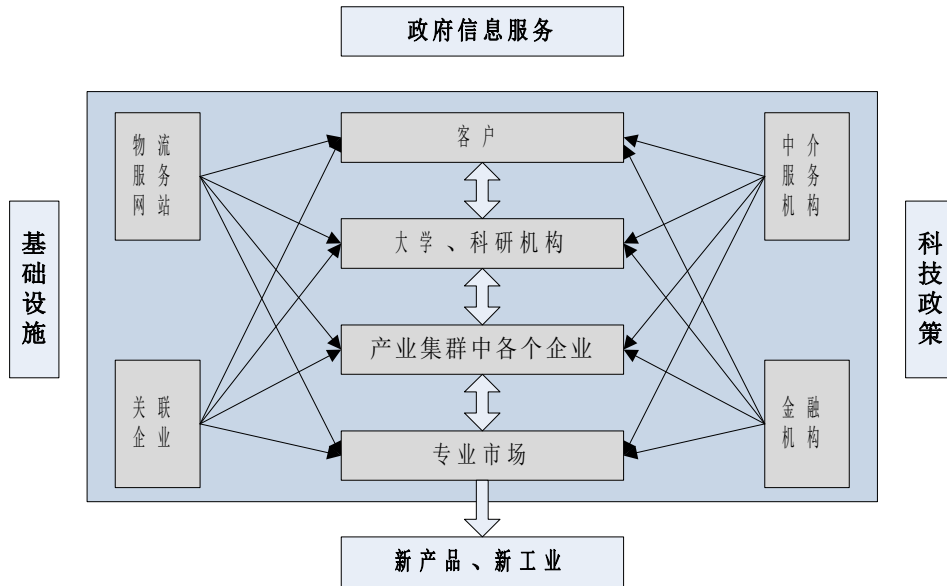 政府信息服务
物流
服务
网站
客户
中介
服务
机构
大学、科研机构
基础设施
科技政策
产业集群中各个企业
关联
企业
金融
机构
专业市场
新产品、新工业